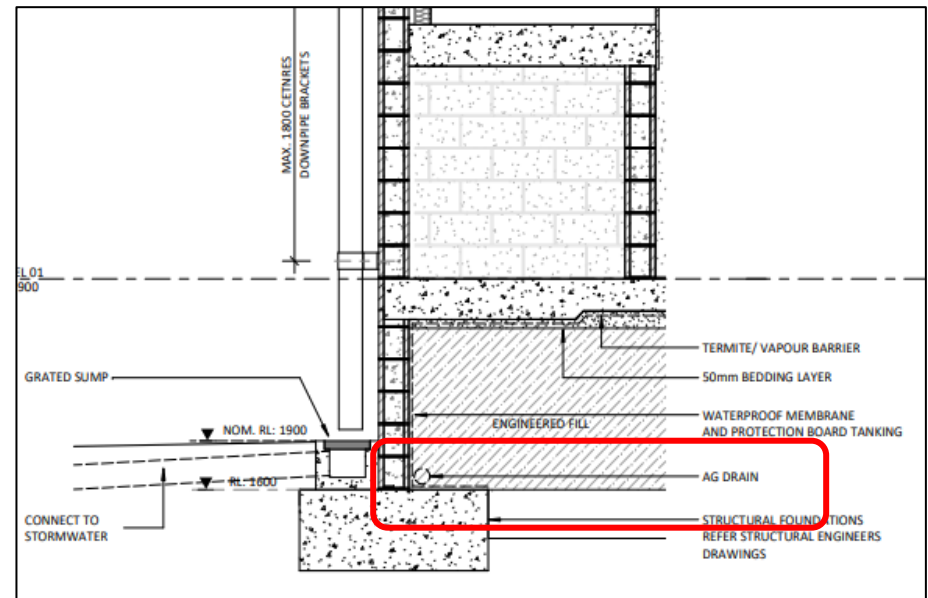 MAX. 1800 CETNRES
DOWNPIPE BRACKETS
EL 01
900
GRATED SUMP
NOM. RL: 1900
RL: 1600
CONNECT TO
STORMWATER
ENGINEERED FILL
TERMITE/ VAPOUR BARRIER
50mm BEDDING LAYER
WATERPROOF MEMBRANE
AND PROTECTION BOARD TANKING
AG DRAIN
STRUCTURAL FOUNDATIONS
REFER STRUCTURAL ENGINEERS
DRAWINGS